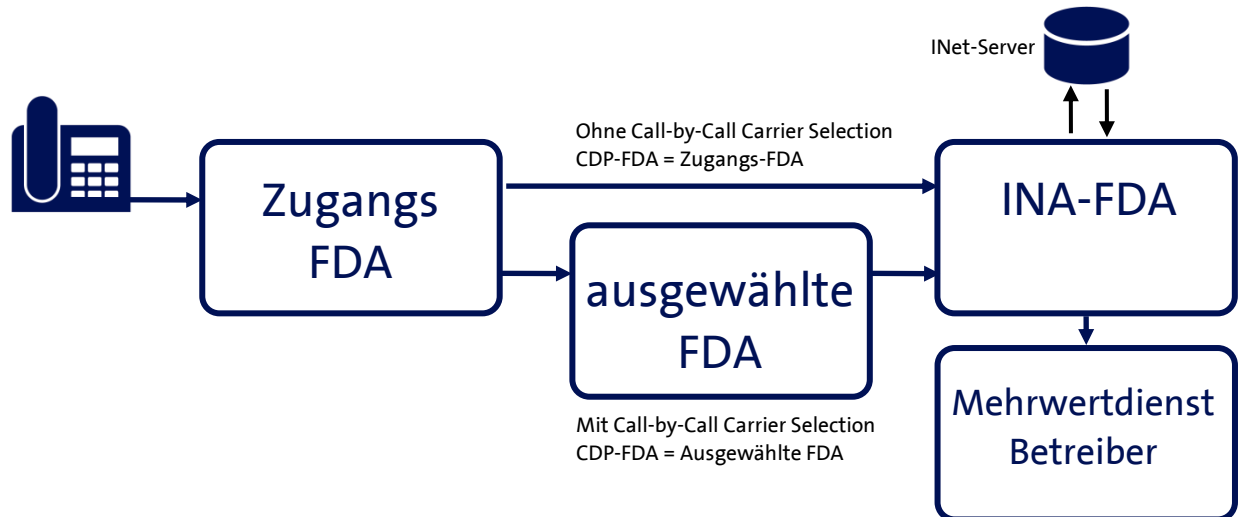 INet-Server
Ohne Call-by-Call Carrier Selection
CDP-FDA = Zugangs-FDA
Zugangs
FDA
ausgewählte
FDA
INA-FDA
Mit Call-by-Call Carrier Selection
CDP-FDA = Ausgewählte FDA
Mehrwertdienst
Betreiber